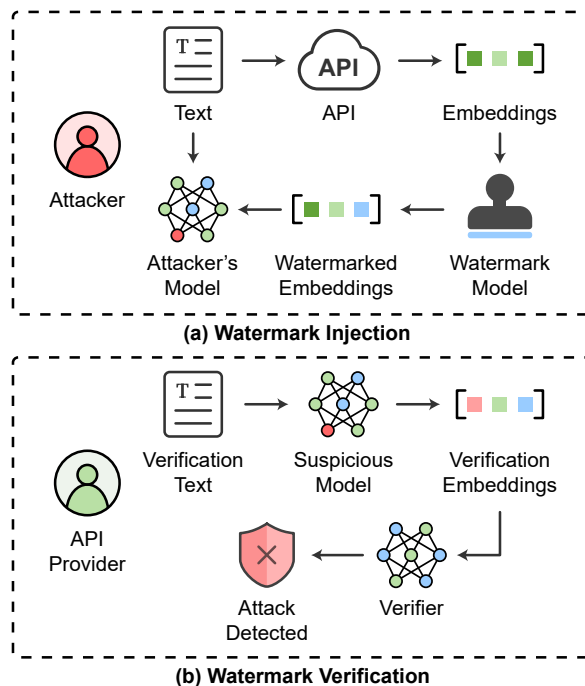 T
API
Text
API
Embeddings
Attacker
Attacker's
Model
Watermarked
Embeddings
Watermark
Model
(a) Watermark Injection
T
Verification
Text
Suspicious
Model
Verification
Embeddings
API
Provider
Attack
Detected
Verifier
(b) Watermark Verification